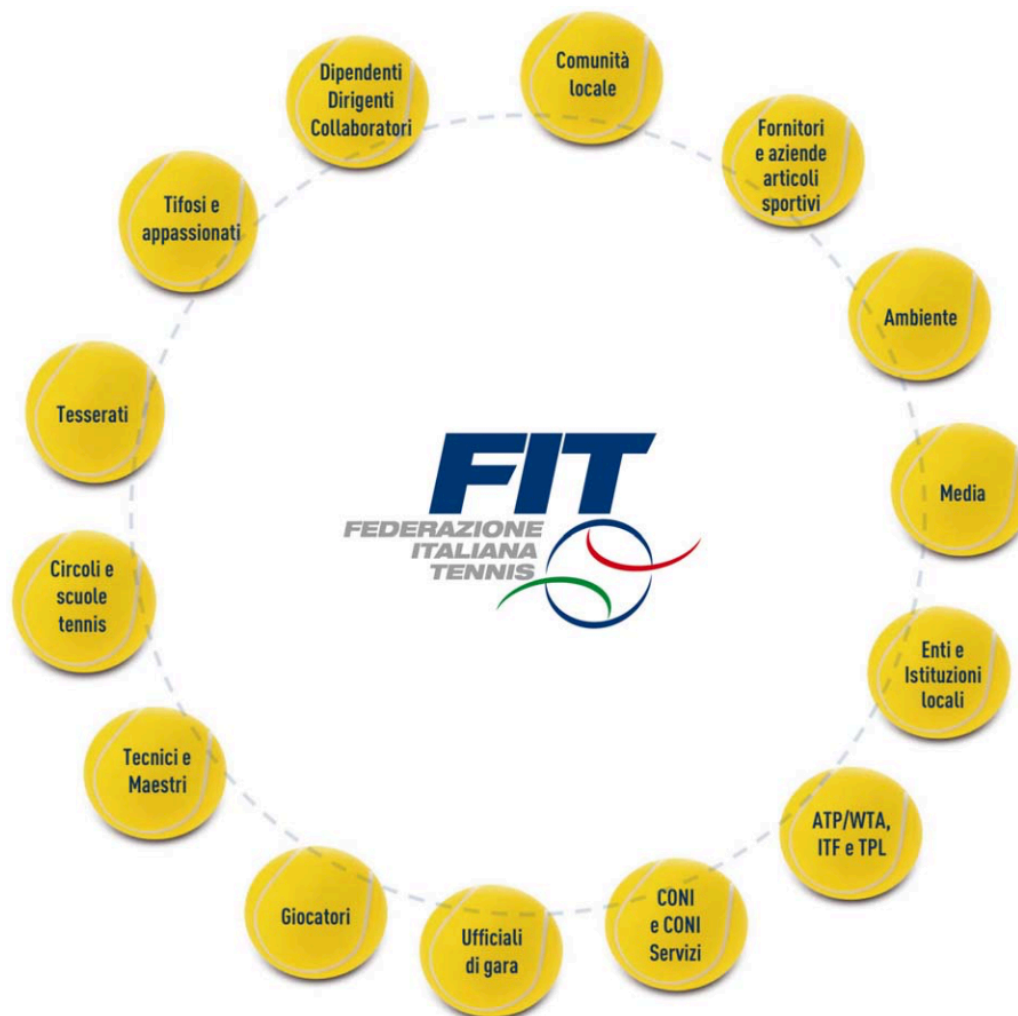 Dipendenti
Dirigenti
Collaboratori
Comunità
locale
Fornitori
e aziende
articoli
sportivi
Ambiente
Media
Enti e
Istituzioni
locali
ATP/WTA,
ITF e TPL
CONI
e CONI
Servizi
Ufficiali
di gara
Giocatori
Tecnici e
Maestri
Circoli e
scuole
tennis
Tesserati
Tifosi e
appassionati
FIT
FEDERAZIONE
ITALIANA
TENNIS